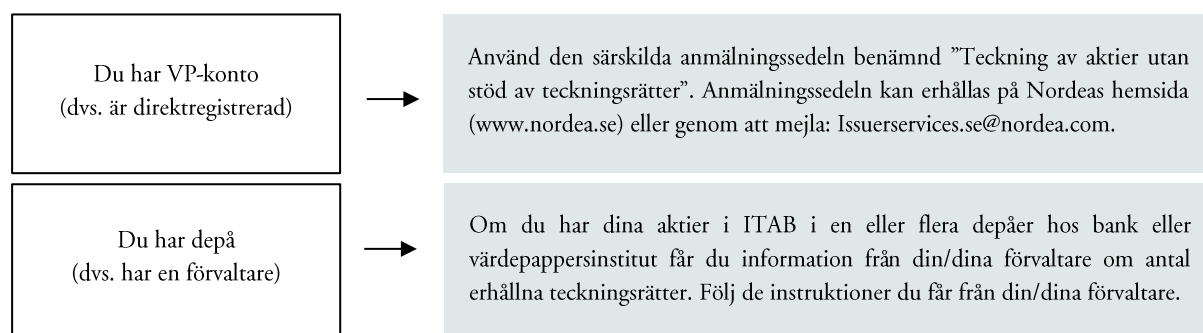 Du har VP-konto
(dvs. är direktregistrerad)
Använd den särskilda anmälningssedeln benämnd ”Teckning av aktier utan
stöd av teckningsrätter”. Anmälningssedeln kan erhållas på Nordeas hemsida
(www.nordea.se) eller genom att mejla: Issuerservices.se@nordea.com.
Du har depå
(dvs. har en förvaltare)
Om du har dina aktier i ITAB i en eller flera depåer hos bank eller
värdepappersinstitut får du information från din/dina förvaltare om antal
erhållna teckningsrätter. Följ de instruktioner du får från din/dina förvaltare.